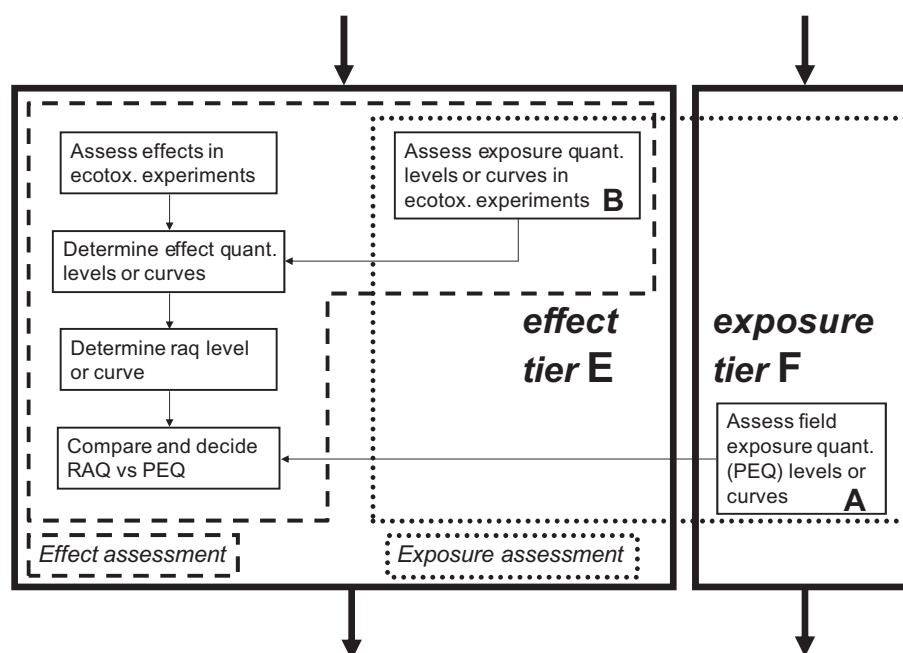 Assess effects in
ecotox. experiments
Assess exposure quant.
levels or curves in
ecotox. experiments B
Determine effect quant.
levels or curves
Determine raq level
or curve
effect
tier E
exposure
tier F
Compare and decide
RAQ vs PEQ
Assess field
exposure quant.
(PEQ) levels or
curves A
Effect assessment
Exposure assessment